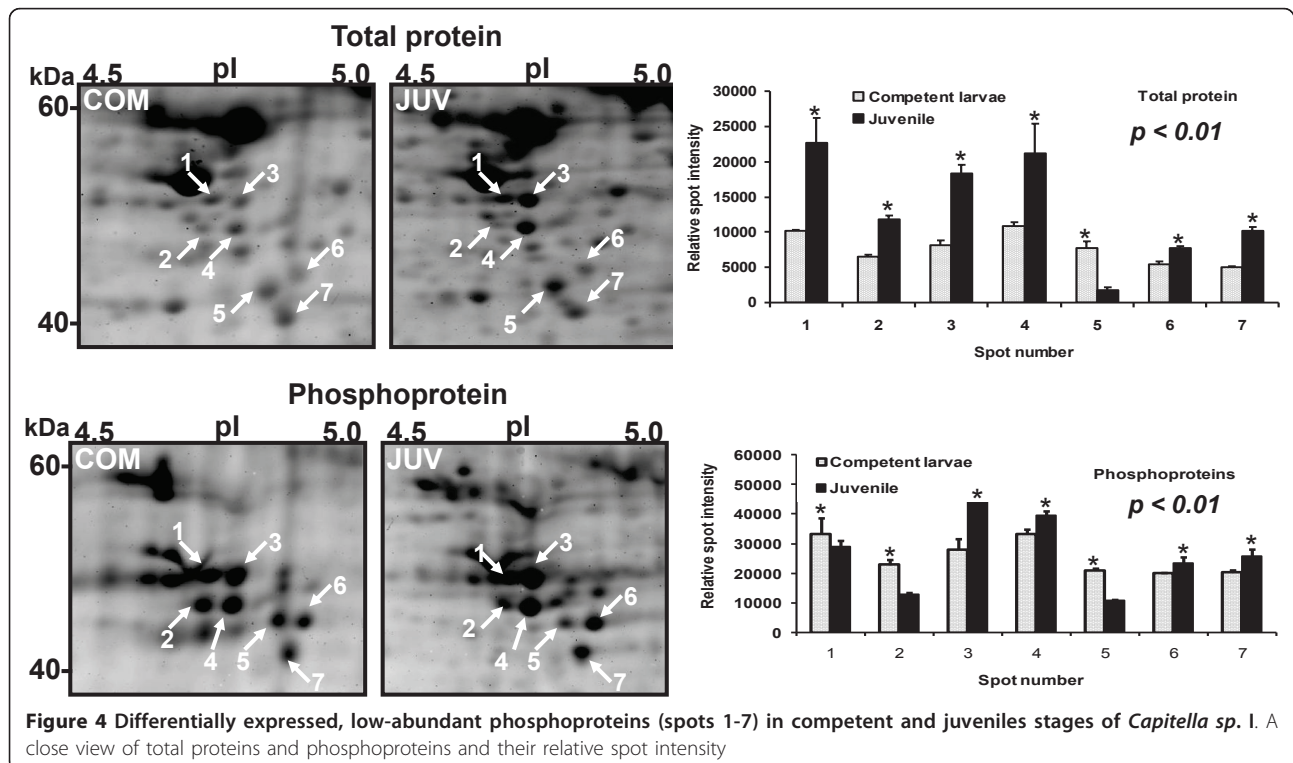 Total protein
kDa 4.5 pI 5.0 4.5 pI 5.0
60
COM JUV
1 3 1 3
2 4 6 2 4 6
5 7 5 7
40
30000
25000
20000
15000
10000
5000
0
Relative spot intensity
Competent larvae
Juvenile
Total protein
p < 0.01
* * * * * * *
1 2 3 4 5 6 7
Spot number
Phosphoprotein
kDa 4.5 pI 5.0 4.5 pI 5.0
60
COM JUV
1 3 1 3
2 4 5 6 2 4 5 6
7 7
40
60000
50000
40000
30000
20000
10000
0
Relative spot intensity
Competent larvae
Juvenile
Phosphoproteins
p < 0.01
* * * * * * *
1 2 3 4 5 6 7
Spot number
Figure 4 Differentially expressed, low-abundant phosphoproteins (spots 1-7) in competent and juveniles stages of Capitella sp. I. A
close view of total proteins and phosphoproteins and their relative spot intensity